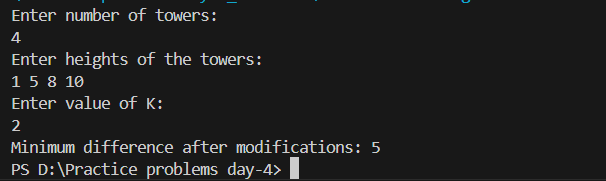 Enter number of towers:
4
Enter heights of the towers:
1 5 8 10
Enter value of K:
2
Minimum difference after modifications: 5
PS D:\Practice problems day-4>